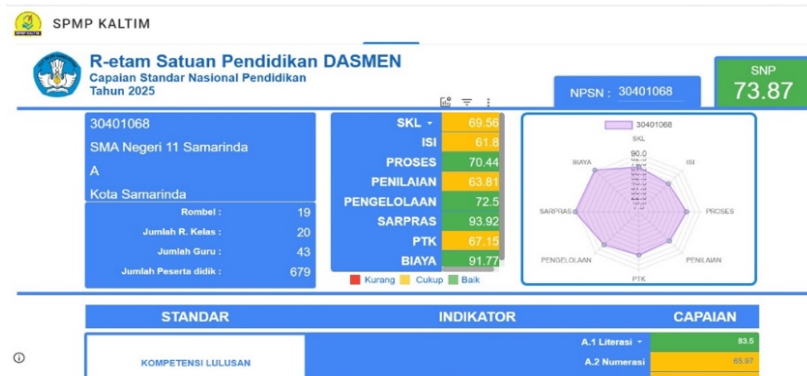 SPMP KALTIM
R-etam Satuan Pendidikan DASMEN
Capaian Standar Nasional Pendidikan
Tahun 2025
NPSN : 30401068
SNP
73.87
30401068
SMA Negeri 11 Samarinda
A
Kota Samarinda
Rombel : 19
Jumlah R. Kelas : 20
Jumlah Guru : 43
Jumlah Peserta didik : 679
SKL 69.56
ISI 61.8
PROSES 70.44
PENILAIAN 63.81
PENGELOLAAN 72.5
SARPRAS 93.92
PTK 67.15
BIAYA 91.77
Kurang Cukup Baik
30401068
SKL
90.0
BIAYA
ISI
SARPRAS
PROSES
PENGELOLAAN
PENILAIAN
PTK
STANDAR INDIKATOR CAPAIAN
KOMPETENSI LULUSAN
A.1 Literasi 83.5
A.2 Numerasi 65.97